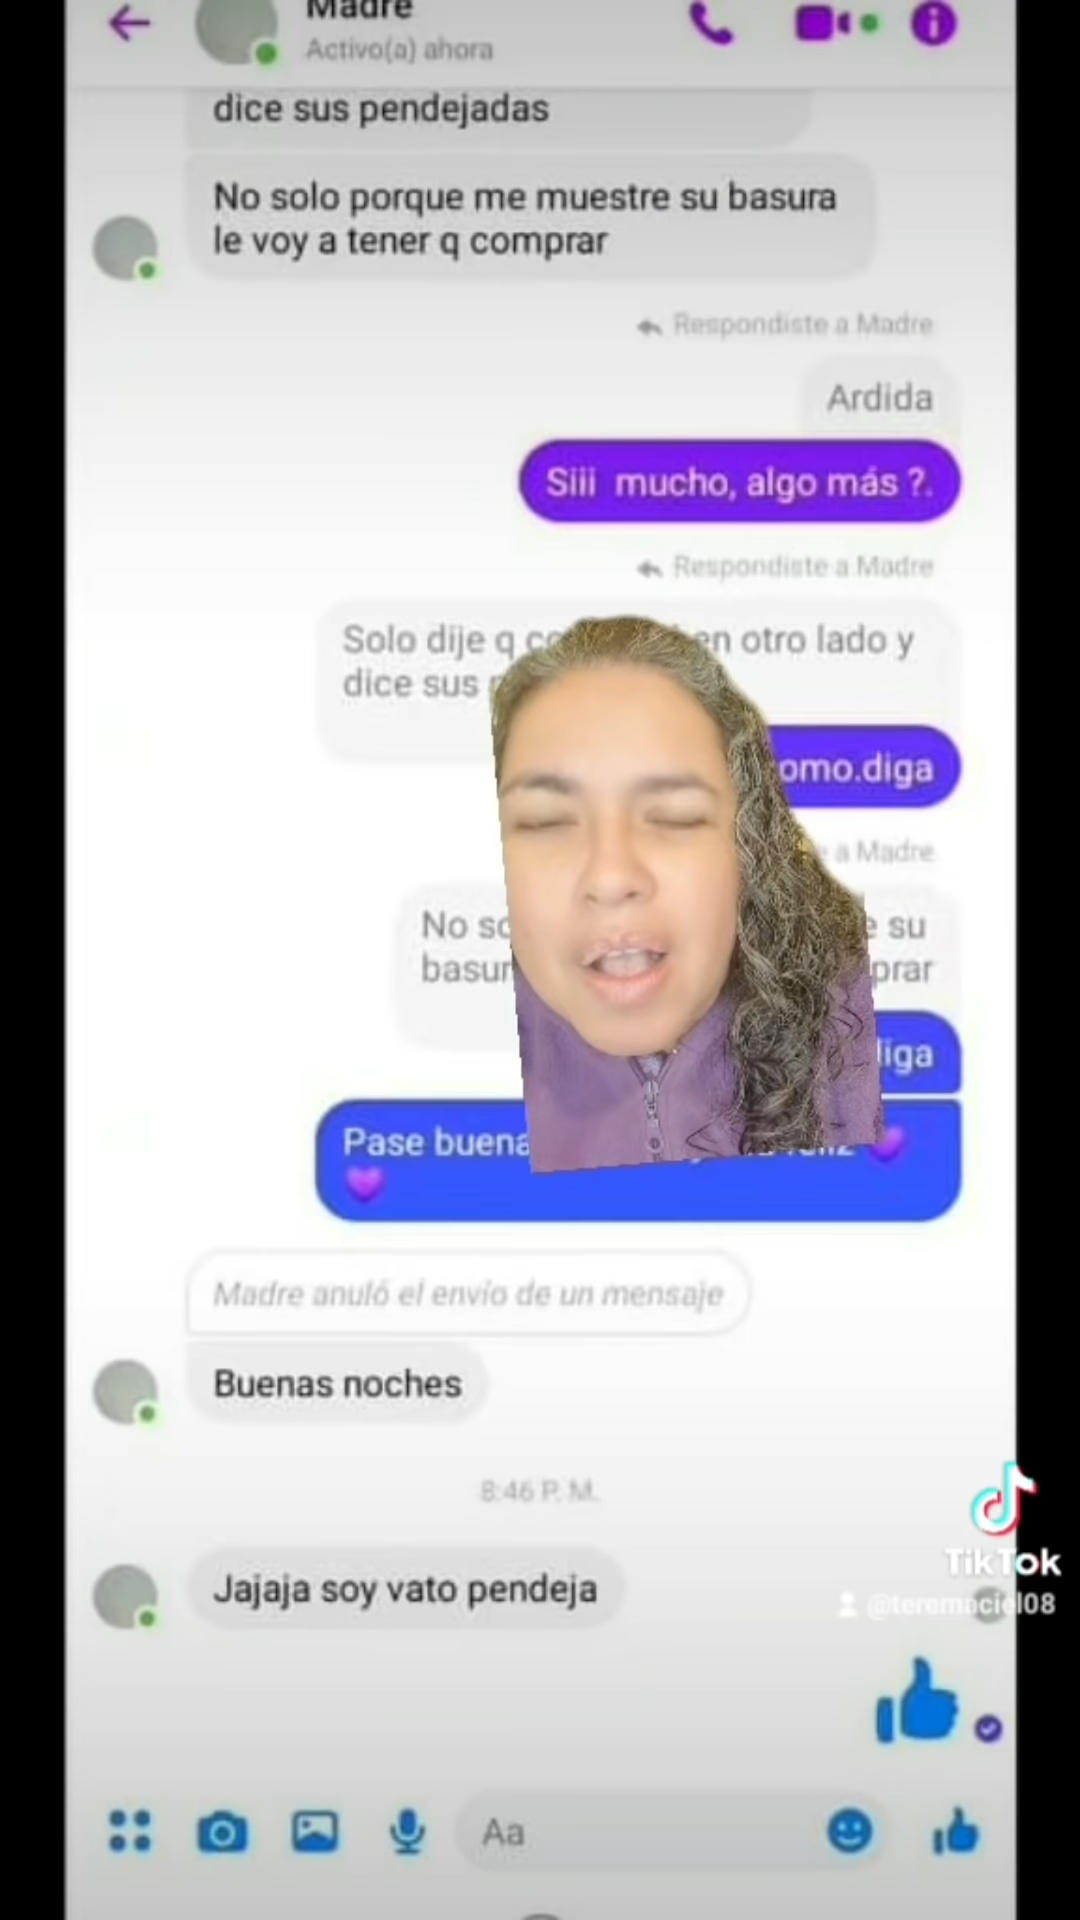 Madre
Activo(a) ahora
dice sus pendejadas
No solo porque me muestre su basura
le voy a tener q comprar
Respondiste a Madre
Ardida
Siii mucho, algo más ?.
Respondiste a Madre
Solo dije q en otro lado y
dice sus
omo.diga
a Madre
No su
basur prar
liga
Pase buena
Madre anuló el envío de un mensaje
Buenas noches
8:46 P. M.
Jajaja soy vato pendeja
TikTok
@teremaciel08
Aa